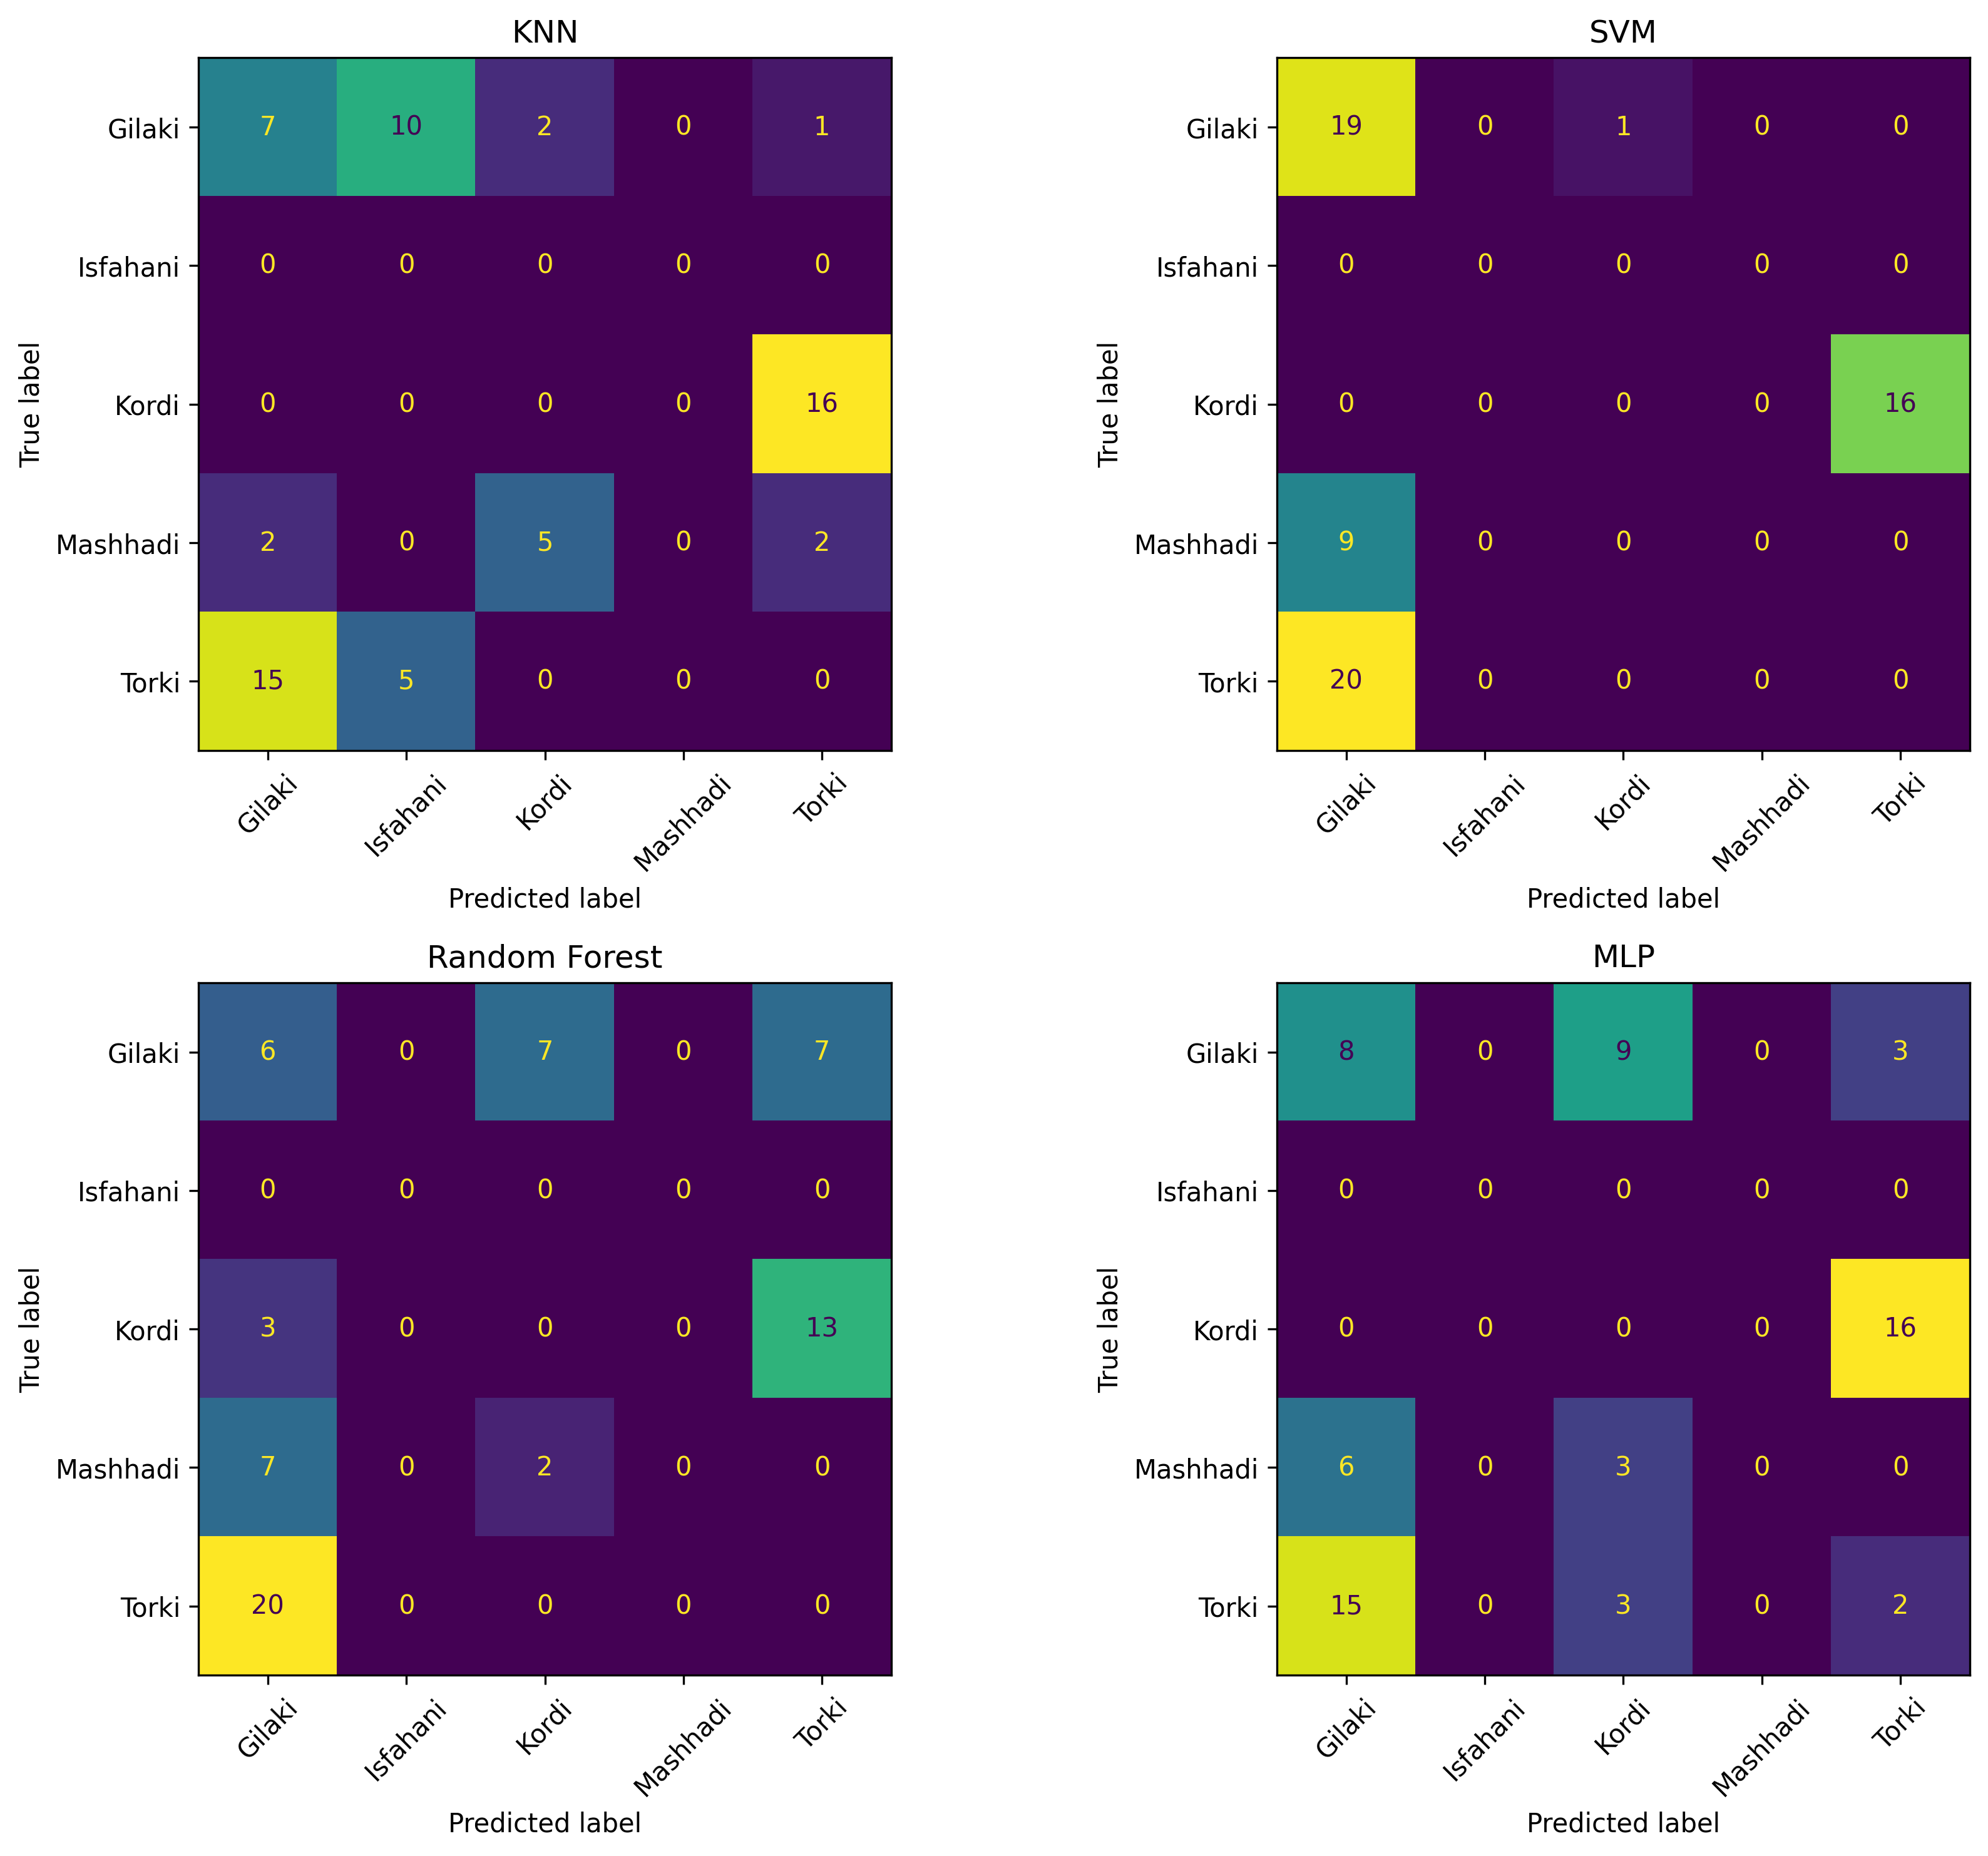 KNN
Gilaki 7 10 2 0 1
Isfahani 0 0 0 0 0
Kordi 0 0 0 0 16
Mashhadi 2 0 5 0 2
Torki 15 5 0 0 0
True label
Gilaki Isfahani Kordi Mashhadi Torki
Predicted label
SVM
Gilaki 19 0 1 0 0
Isfahani 0 0 0 0 0
Kordi 0 0 0 0 16
Mashhadi 9 0 0 0 0
Torki 20 0 0 0 0
True label
Gilaki Isfahani Kordi Mashhadi Torki
Predicted label
Random Forest
Gilaki 6 0 7 0 7
Isfahani 0 0 0 0 0
Kordi 3 0 0 0 13
Mashhadi 7 0 2 0 0
Torki 20 0 0 0 0
True label
Gilaki Isfahani Kordi Mashhadi Torki
Predicted label
MLP
Gilaki 8 0 9 0 3
Isfahani 0 0 0 0 0
Kordi 0 0 0 0 16
Mashhadi 6 0 3 0 0
Torki 15 0 3 0 2
True label
Gilaki Isfahani Kordi Mashhadi Torki
Predicted label